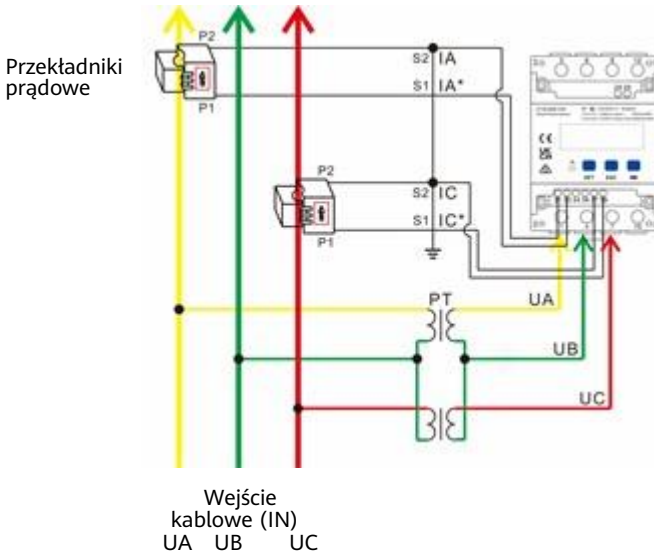 Przekładniki
prądowe
P2
S2 IA
S1 IA*
P1
P2
S2 IC
S1 IC*
P1
PT
UA
UB
UC
Wejście
kablowe (IN)
UA UB UC